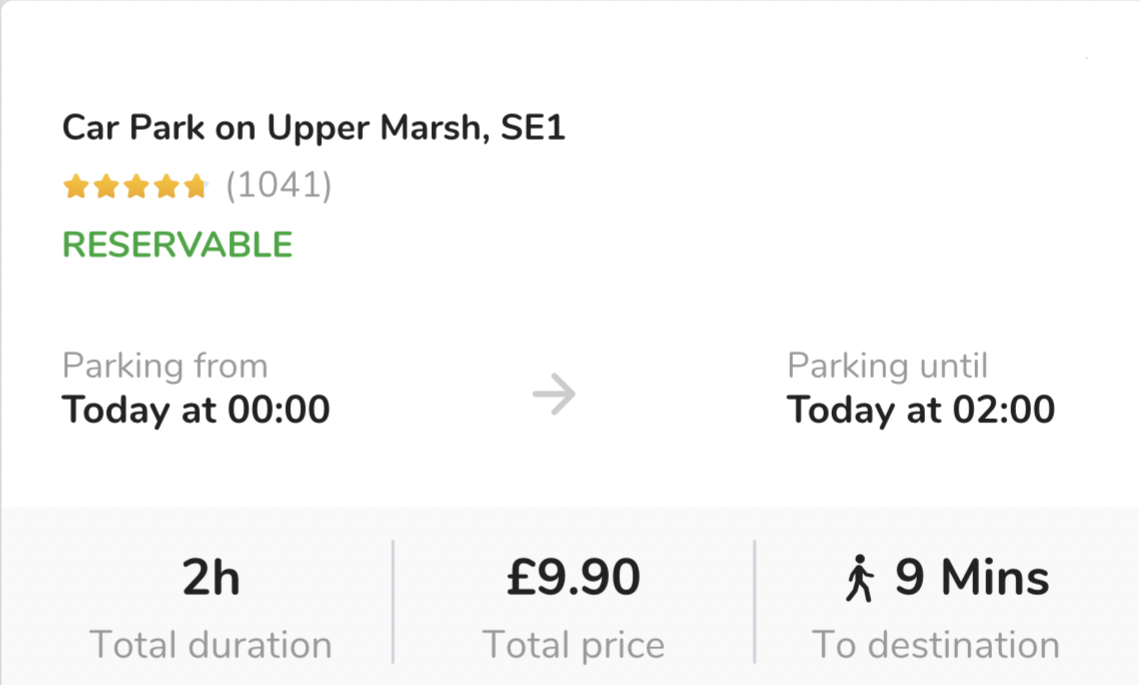 Car Park on Upper Marsh, SE1
(1041)
RESERVABLE
Parking from
Today at 00:00
Parking until
Today at 02:00
2h
Total duration
£9.90
Total price
9 Mins
To destination